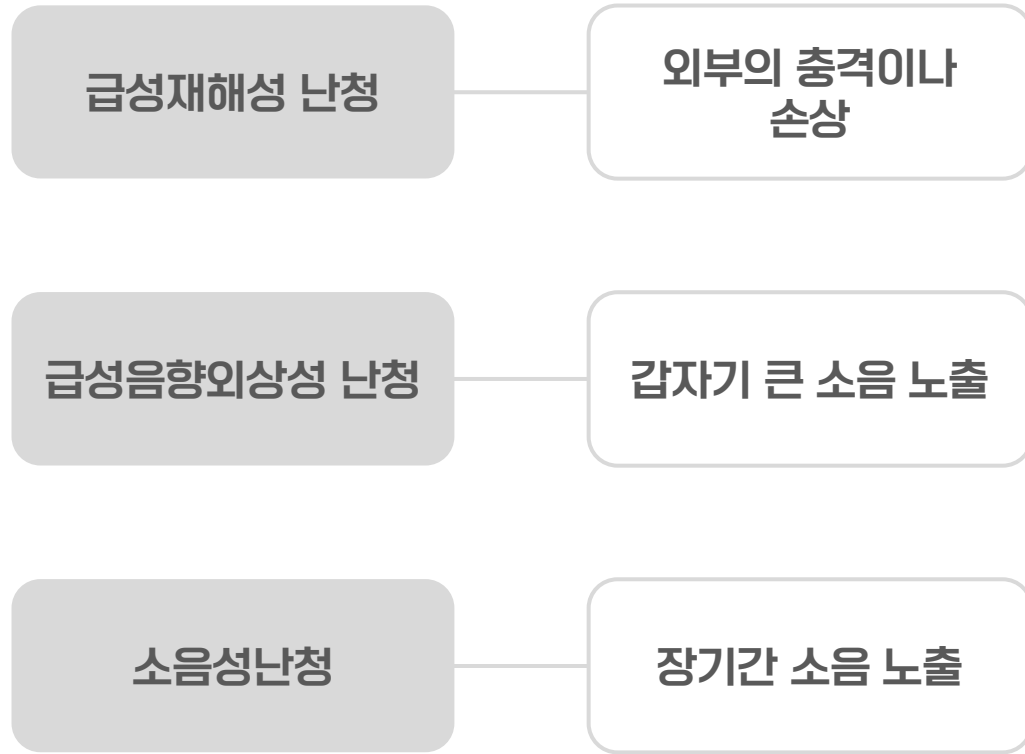 급성재해성 난청
외부의 충격이나
손상
급성음향외상성 난청
갑자기 큰 소음 노출
소음성난청
장기간 소음 노출